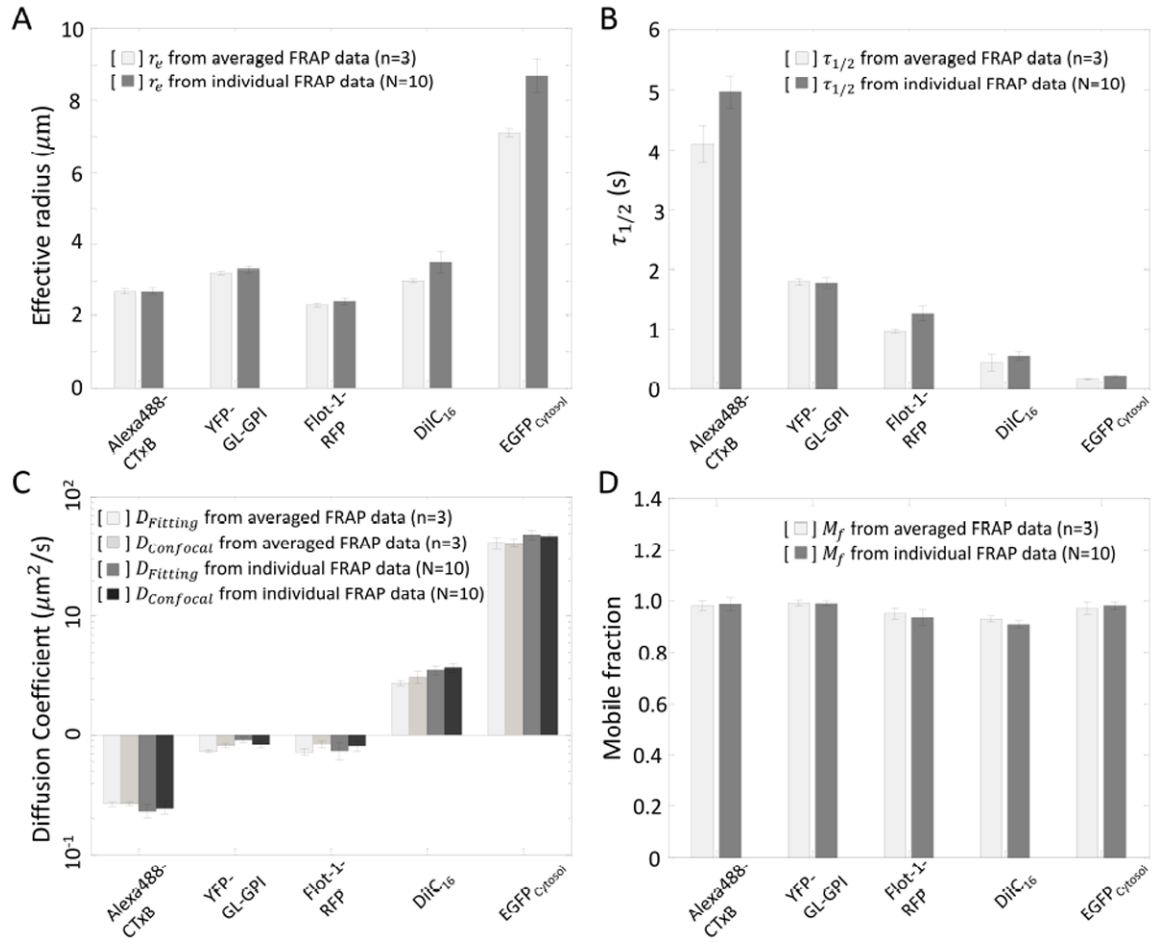 A
Effective radius (μm)
10
8
6
4
2
0
[ ] r_e from averaged FRAP data (n=3)
[ ] r_e from individual FRAP data (N=10)
Alexa488-
CTxB
YFP-
GL-GPI
Flot-1-
RFP
DiIC16
EGFP Cytosol
B
τ1/2 (s)
6
5
4
3
2
1
0
[ ] τ1/2 from averaged FRAP data (n=3)
[ ] τ1/2 from individual FRAP data (N=10)
Alexa488-
CTxB
YFP-
GL-GPI
Flot-1-
RFP
DiIC16
EGFP Cytosol
C
Diffusion Coefficient (μm²/s)
10²
10
0
10⁻¹
[ ] D_Fitting from averaged FRAP data (n=3)
[ ] D_Confocal from averaged FRAP data (n=3)
[ ] D_Fitting from individual FRAP data (N=10)
[ ] D_Confocal from individual FRAP data (N=10)
Alexa488-
CTxB
YFP-
GL-GPI
Flot-1-
RFP
DiIC16
EGFP Cytosol
D
Mobile fraction
1.4
1.2
1.0
0.8
0.6
0.4
0.2
0
[ ] M_f from averaged FRAP data (n=3)
[ ] M_f from individual FRAP data (N=10)
Alexa488-
CTxB
YFP-
GL-GPI
Flot-1-
RFP
DiIC16
EGFP Cytosol